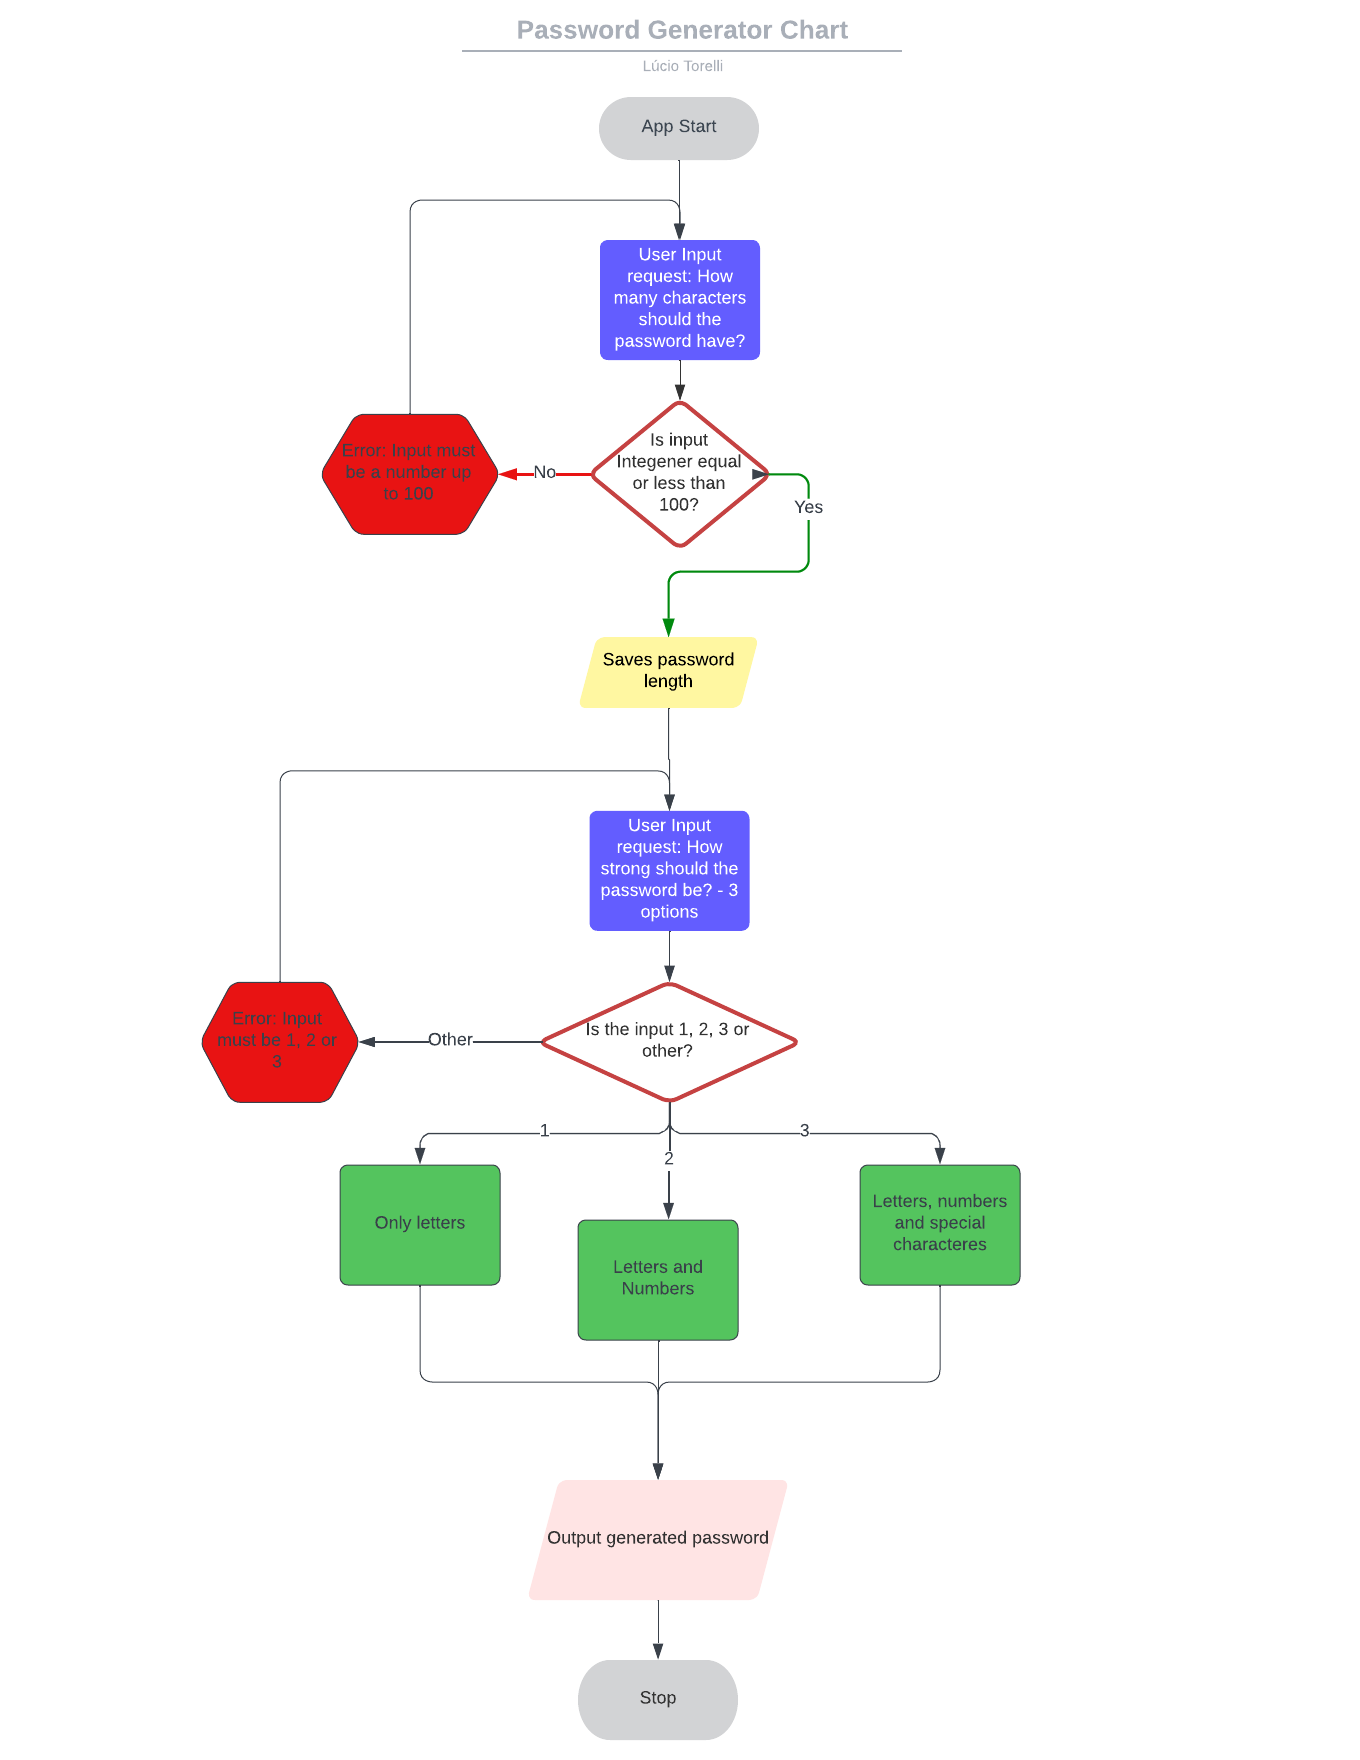 Password Generator Chart
Lúcio Torelli
App Start
User Input
request: How
many characters
should the
password have?
Is input
Integener equal
or less than
100?
No
Error: Input must
be a number up
to 100
Yes
Saves password
length
User Input
request: How
strong should the
password be? - 3
options
Is the input 1, 2, 3 or
other?
Other
Error: Input
must be 1, 2 or
3
1
2
3
Only letters
Letters and
Numbers
Letters, numbers
and special
characteres
Output generated password
Stop